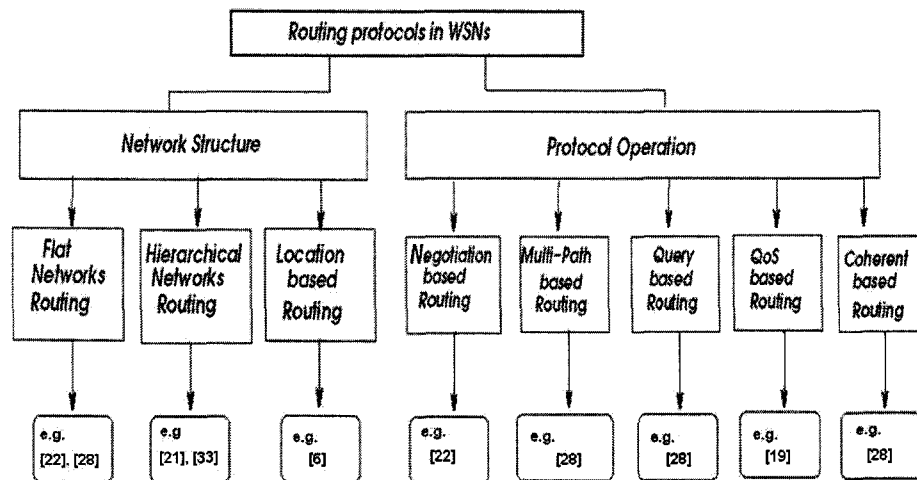 Routing protocols in WSNs
Network Structure
Protocol Operation
Flat
Networks
Routing
Hierarchical
Networks
Routing
Location
based
Routing
Negotiation
based
Routing
Multi-Path
based
Routing
Query
based
Routing
QoS
based
Routing
Coherent
based
Routing
e.g.
[22], [28]
e.g
[21], [33]
e.g.
[6]
e.g.
[22]
e.g.
[28]
e.g.
[28]
e.g.
[19]
e.g.
[28]